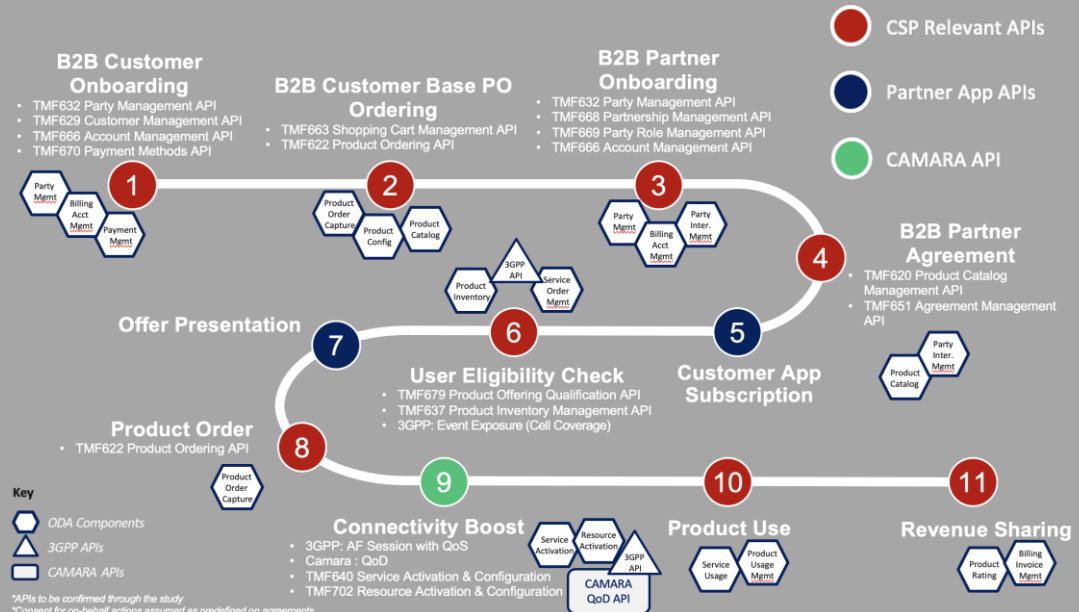 CSP Relevant APIs
Partner App APIs
CAMARA API
B2B Customer
Onboarding
• TMF632 Party Management API
• TMF629 Customer Management API
• TMF666 Account Management API
• TMF670 Payment Methods API
1
Party
Mgmt
Billing
Acct
Mgmt
Payment
Mgmt
B2B Customer Base PO
Ordering
• TMF663 Shopping Cart Management API
• TMF622 Product Ordering API
2
Product
Order
Capture
Product
Config
Product
Catalog
B2B Partner
Onboarding
• TMF632 Party Management API
• TMF668 Partnership Management API
• TMF669 Party Role Management API
• TMF666 Account Management API
3
Party
Mgmt
Billing
Acct
Mgmt
Party
Inter.
Mgmt
4
B2B Partner
Agreement
• TMF620 Product Catalog
Management API
• TMF651 Agreement Management
API
Product
Catalog
Party
Inter.
Mgmt
5
Customer App
Subscription
Product
Inventory
3GPP
API
Service
Order
Mgmt
6
User Eligibility Check
• TMF679 Product Offering Qualification API
• TMF637 Product Inventory Management API
• 3GPP: Event Exposure (Cell Coverage)
Offer Presentation
7
Product Order
• TMF622 Product Ordering API
8
Product
Order
Capture
9
Connectivity Boost
• 3GPP: AF Session with QoS
• Camara : QoD
• TMF640 Service Activation & Configuration
• TMF702 Resource Activation & Configuration
Service
Activation
Resource
Activation
3GPP
API
CAMARA
QoD API
10
Product Use
Service
Usage
Product
Usage
Mgmt
11
Revenue Sharing
Product
Rating
Billing
Invoice
Mgmt
Key
ODA Components
3GPP APIs
CAMARA APIs
*APIs to be confirmed through the study
*Consent for on-behalf actions assumed as predefined on agreements